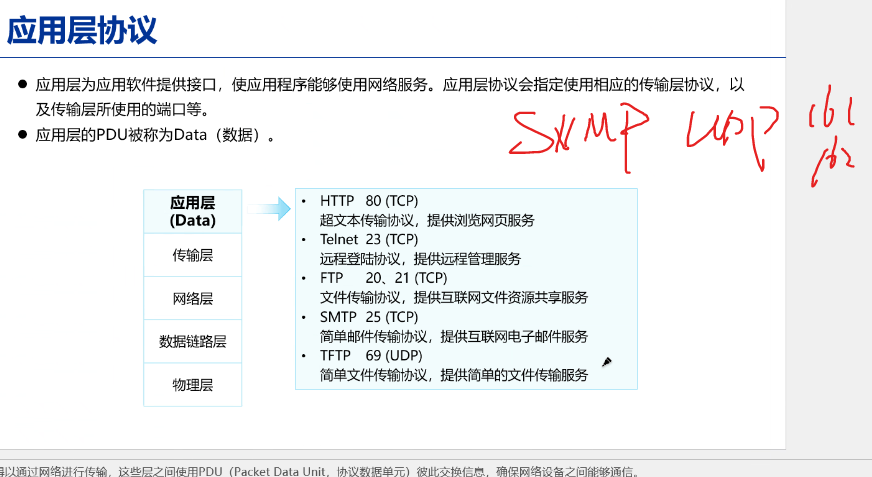 应用层协议
● 应用层为应用软件提供接口，使应用程序能够使用网络服务。应用层协议会指定使用相应的传输层协议，以
及传输层所使用的端口等。
● 应用层的PDU被称为Data（数据）。
SNMP UDP 161
162
应用层
(Data)
传输层
网络层
数据链路层
物理层
• HTTP 80 (TCP)
超文本传输协议，提供浏览网页服务
• Telnet 23 (TCP)
远程登陆协议，提供远程管理服务
• FTP 20、21 (TCP)
文件传输协议，提供互联网文件资源共享服务
• SMTP 25 (TCP)
简单邮件传输协议，提供互联网电子邮件服务
• TFTP 69 (UDP)
简单文件传输协议，提供简单的文件传输服务
得以通过网络进行传输，这些层之间使用PDU（Packet Data Unit，协议数据单元）彼此交换信息，确保网络设备之间能够通信。